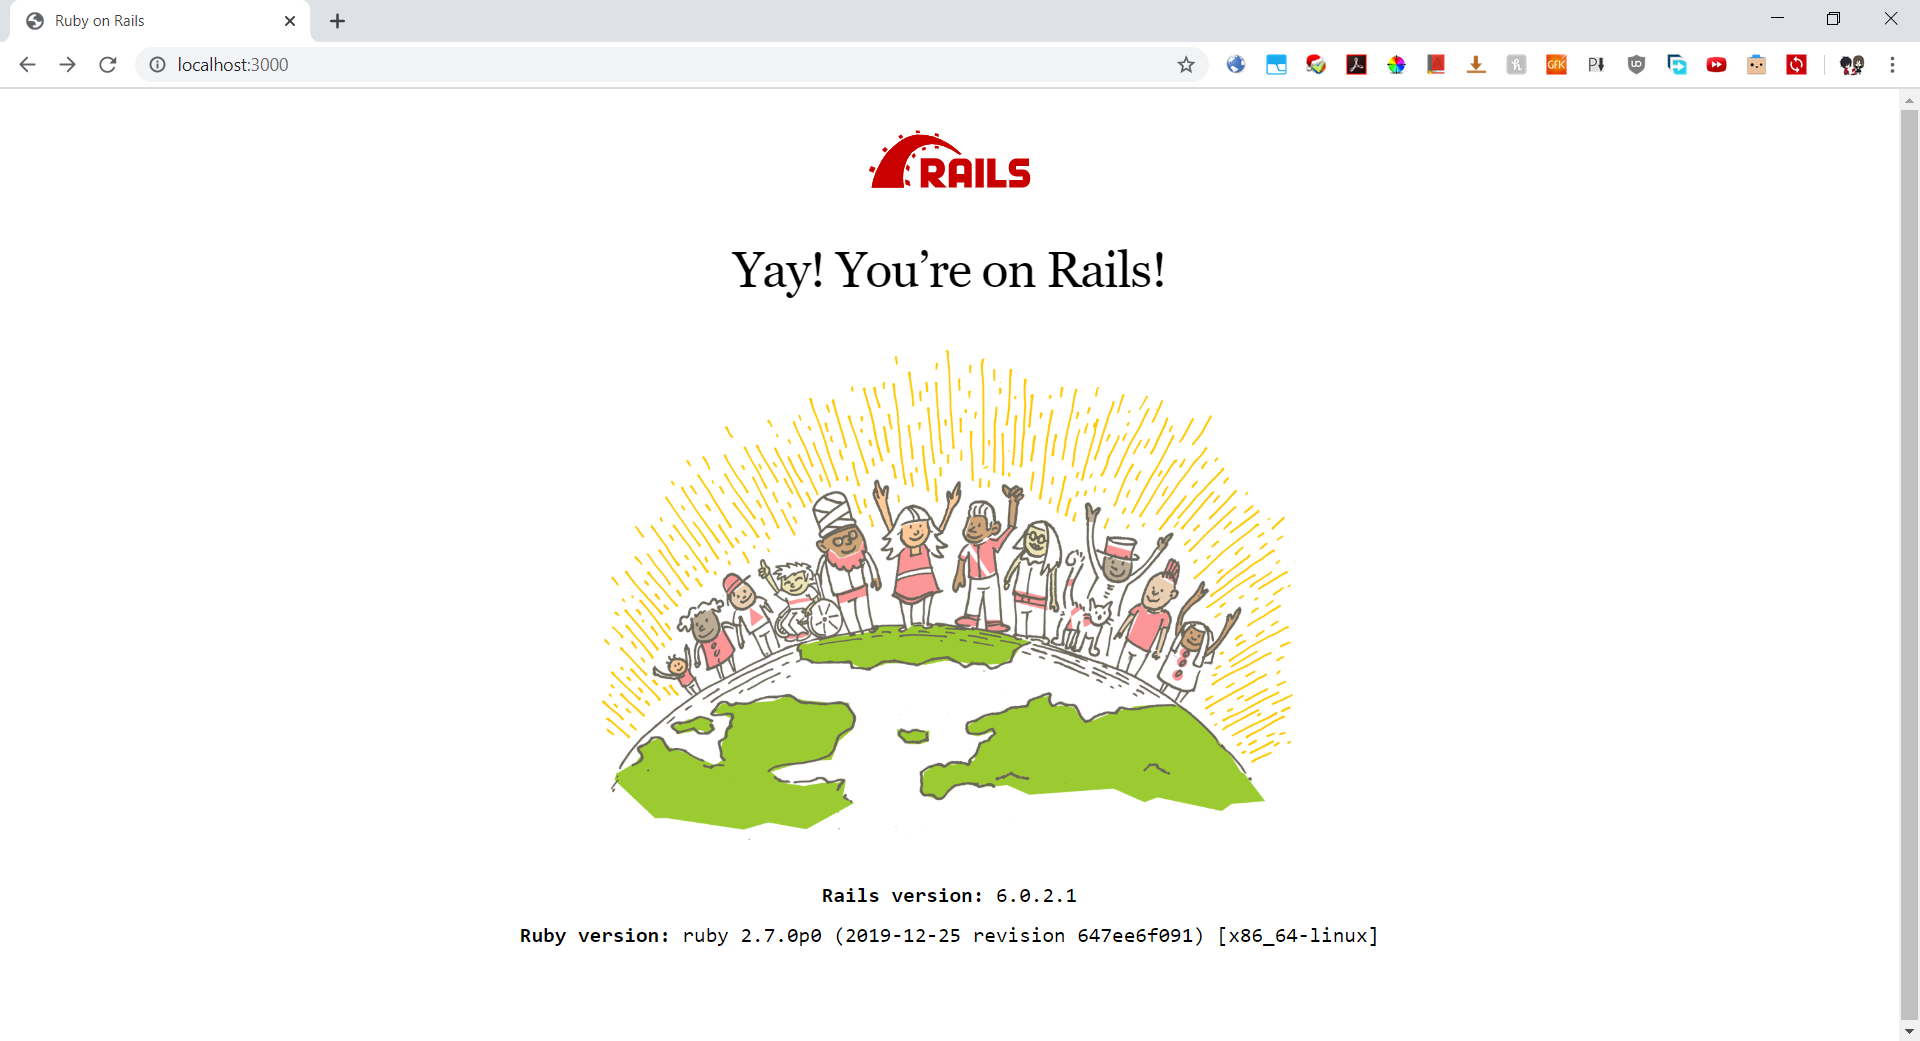 Ruby on Rails
localhost:3000
GFK
RAILS
Yay! You’re on Rails!
Rails version: 6.0.2.1
Ruby version: ruby 2.7.0p0 (2019-12-25 revision 647ee6f091) [x86_64-linux]